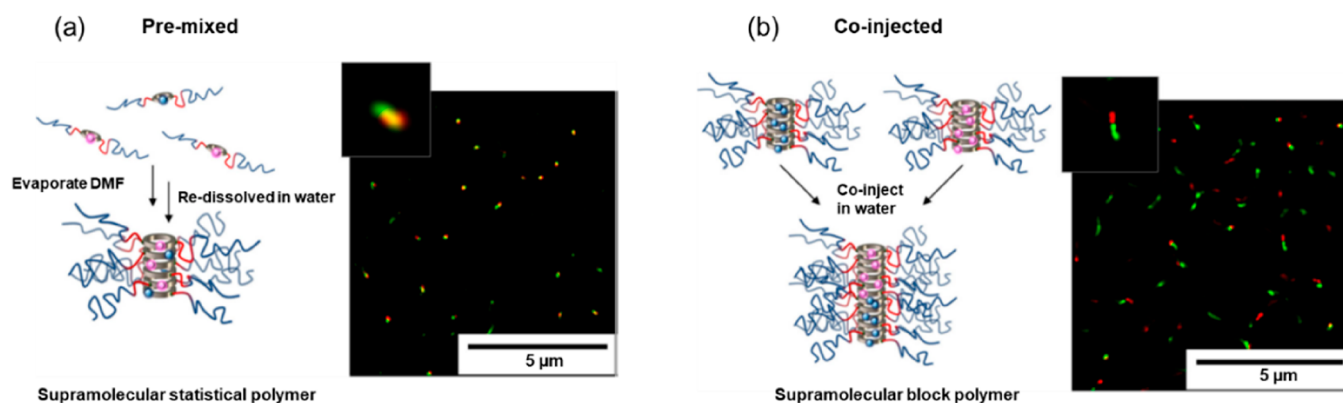 (a) Pre-mixed
Evaporate DMF
Re-dissolved in water
5 µm
Supramolecular statistical polymer
(b) Co-injected
Co-inject
in water
5 µm
Supramolecular block polymer